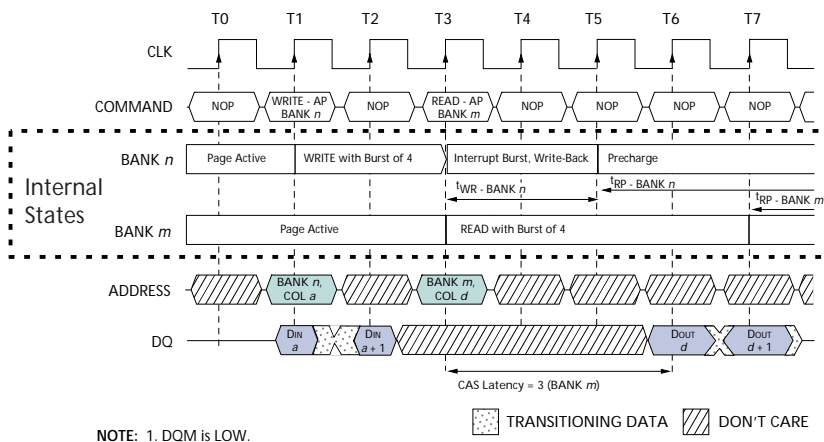 T0 T1 T2 T3 T4 T5 T6 T7
CLK
COMMAND NOP WRITE - AP BANK n NOP READ - AP BANK m NOP NOP NOP NOP
Internal States
BANK n Page Active WRITE with Burst of 4 Interrupt Burst, Write-Back Precharge
tWR - BANK n tRP - BANK n
tRP - BANK m
BANK m Page Active READ with Burst of 4
ADDRESS BANK n, COL a BANK m, COL d
DQ DIN a DIN a + 1 DOUT d DOUT d + 1
CAS Latency = 3 (BANK m)
NOTE: 1. DQM is LOW.
TRANSITIONING DATA DON'T CARE